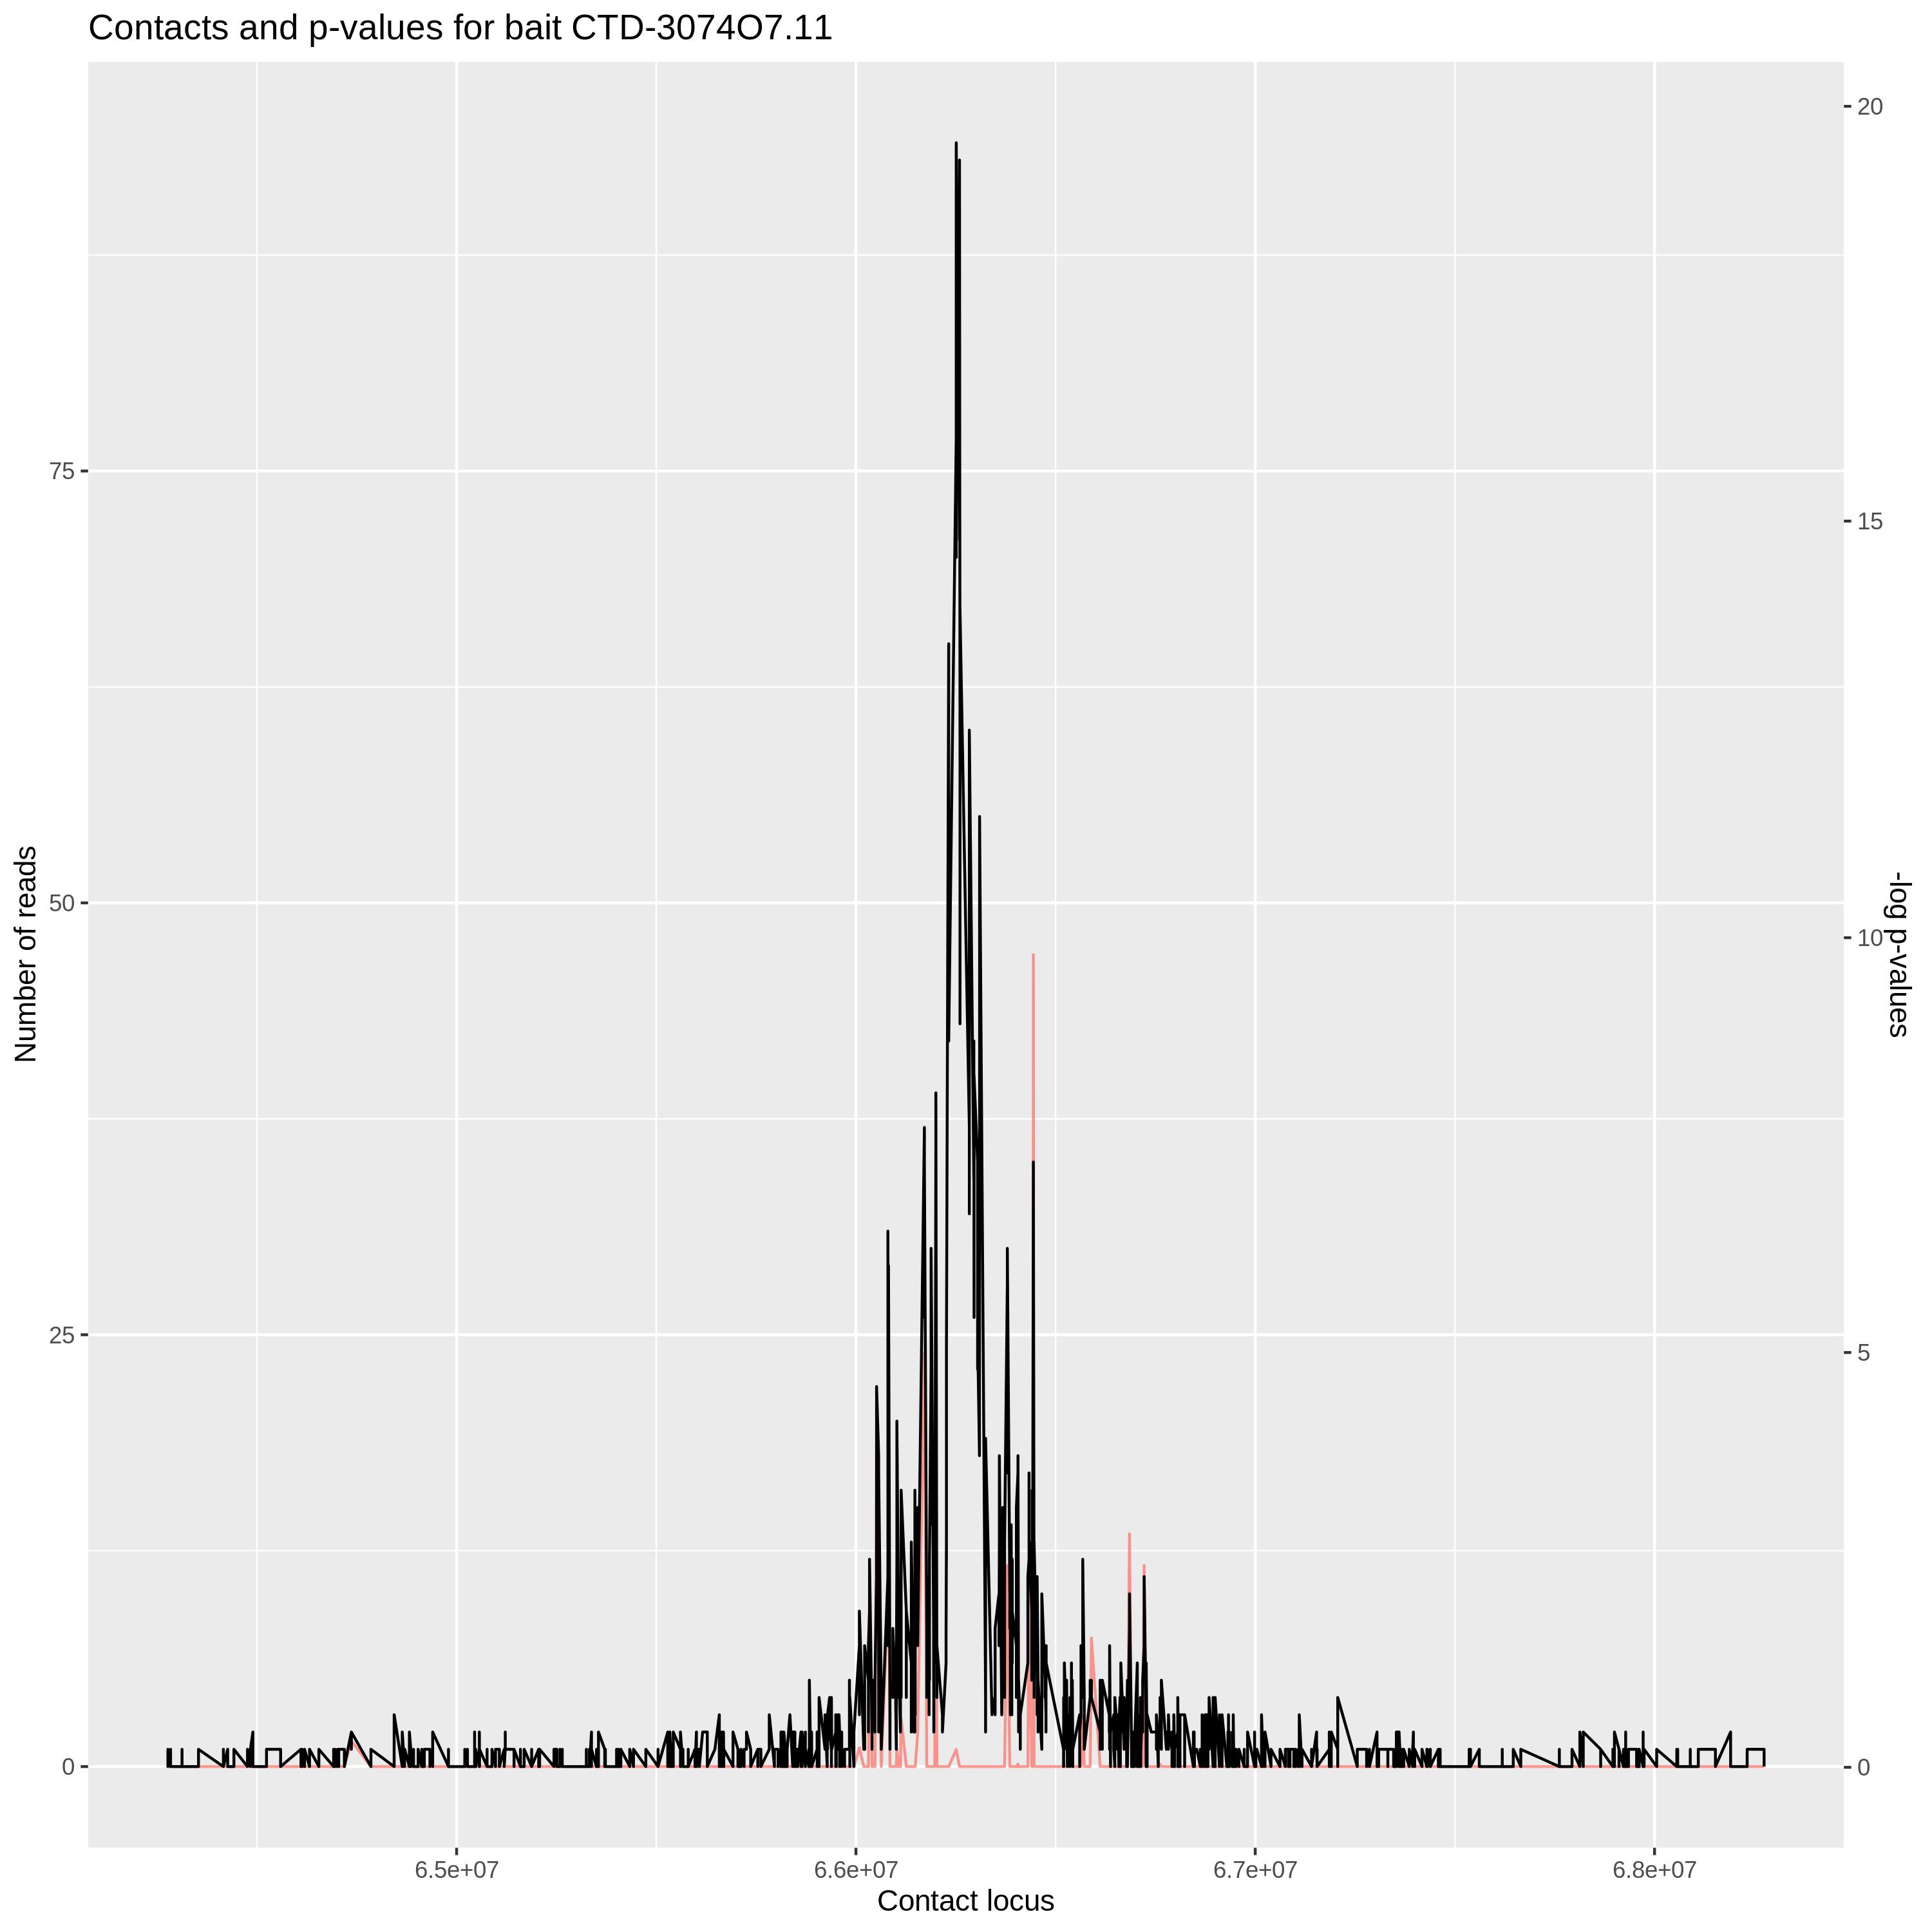 Contacts and p-values for bait CTD-3074O7.11
20
75
15
50
10
25
5
0
0
Number of reads
-log p-values
6.5e+07
6.6e+07
6.7e+07
6.8e+07
Contact locus